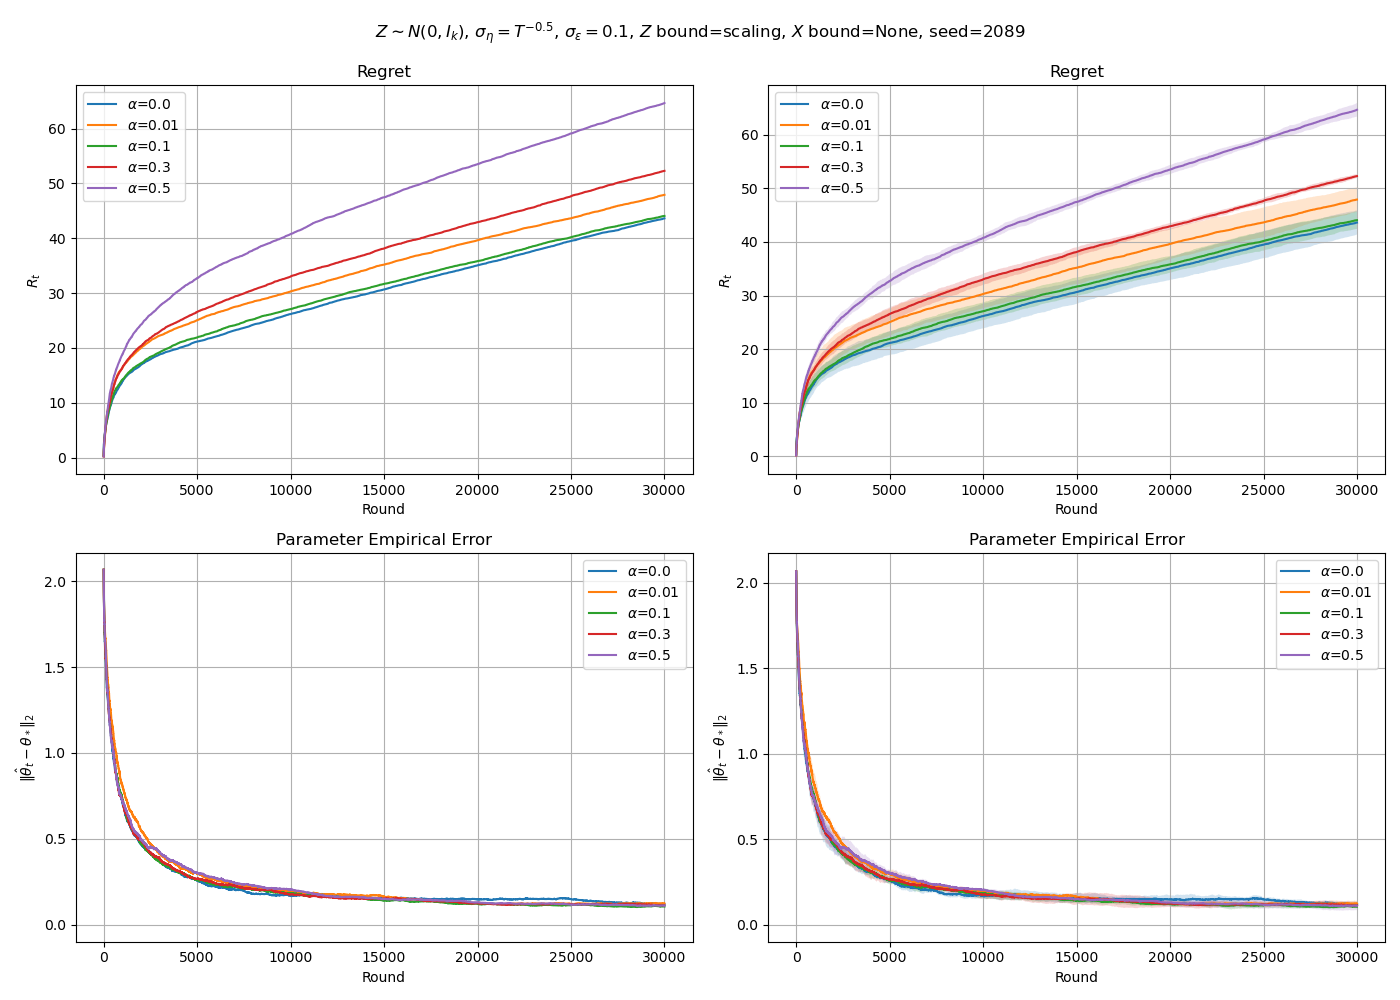 Z ∼ N(0, I_k), σ_η = T^{−0.5}, σ_ε = 0.1, Z bound=scaling, X bound=None, seed=2089
Regret
R_t
60
50
40
30
20
10
0
α=0.0
α=0.01
α=0.1
α=0.3
α=0.5
0 5000 10000 15000 20000 25000 30000
Round
Regret
R_t
60
50
40
30
20
10
0
α=0.0
α=0.01
α=0.1
α=0.3
α=0.5
0 5000 10000 15000 20000 25000 30000
Round
Parameter Empirical Error
‖θ̂_t − θ_*‖_2
2.0
1.5
1.0
0.5
0.0
α=0.0
α=0.01
α=0.1
α=0.3
α=0.5
0 5000 10000 15000 20000 25000 30000
Round
Parameter Empirical Error
‖θ̂_t − θ_*‖_2
2.0
1.5
1.0
0.5
0.0
α=0.0
α=0.01
α=0.1
α=0.3
α=0.5
0 5000 10000 15000 20000 25000 30000
Round